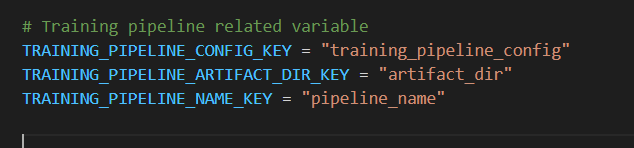 # Training pipeline related variable
TRAINING_PIPELINE_CONFIG_KEY = "training_pipeline_config"
TRAINING_PIPELINE_ARTIFACT_DIR_KEY = "artifact_dir"
TRAINING_PIPELINE_NAME_KEY = "pipeline_name"